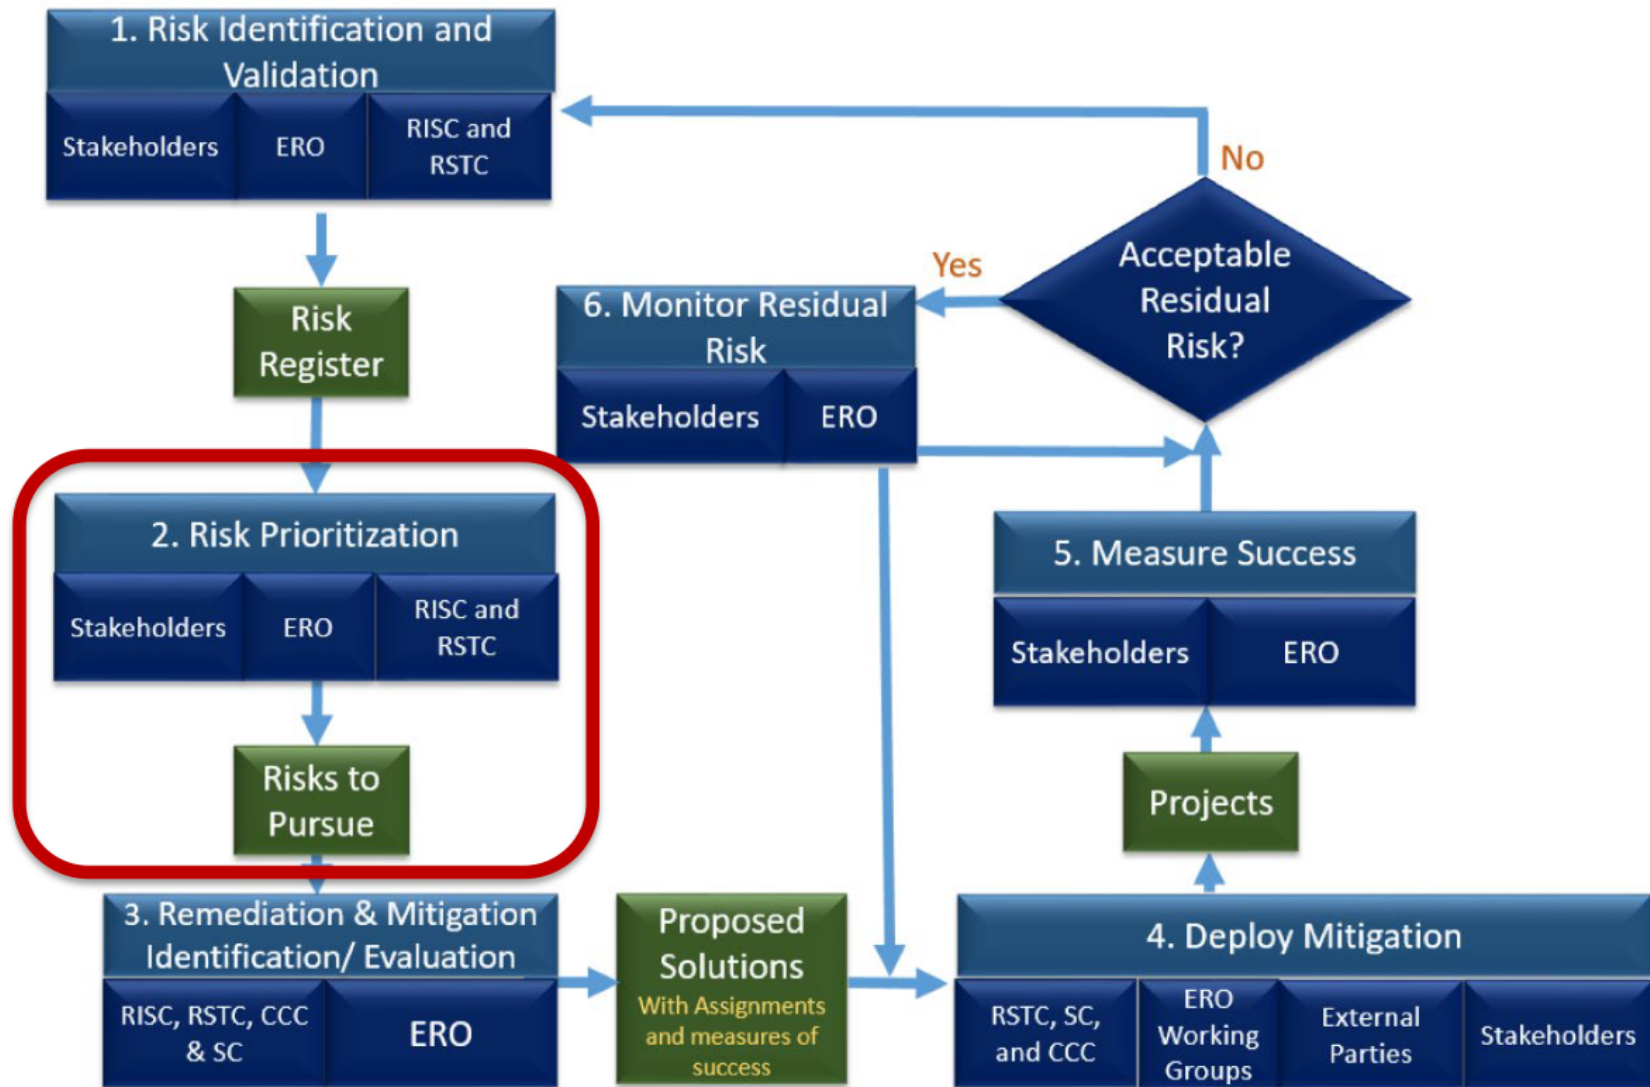 1. Risk Identification and
Validation
Stakeholders
ERO
RISC and
RSTC
Risk
Register
2. Risk Prioritization
Stakeholders
ERO
RISC and
RSTC
Risks to
Pursue
3. Remediation & Mitigation
Identification/ Evaluation
RISC, RSTC, CCC
& SC
ERO
Proposed
Solutions
With Assignments
and measures of
success
4. Deploy Mitigation
RSTC, SC,
and CCC
ERO
Working
Groups
External
Parties
Stakeholders
Projects
5. Measure Success
Stakeholders
ERO
Acceptable
Residual
Risk?
No
Yes
6. Monitor Residual
Risk
Stakeholders
ERO